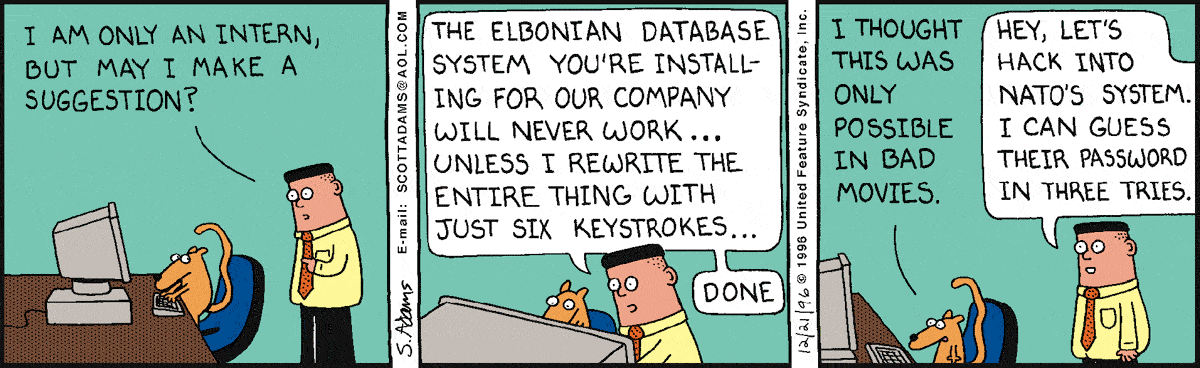 I AM ONLY AN INTERN,
BUT MAY I MAKE A
SUGGESTION?
THE ELBONIAN DATABASE
SYSTEM YOU'RE INSTALL-
ING FOR OUR COMPANY
WILL NEVER WORK...
UNLESS I REWRITE THE
ENTIRE THING WITH
JUST SIX KEYSTROKES...
DONE
S. Adams
E-mail: SCOTTADAMS@AOL.COM
I THOUGHT
THIS WAS
ONLY
POSSIBLE
IN BAD
MOVIES.
HEY, LET'S
HACK INTO
NATO'S SYSTEM.
I CAN GUESS
THEIR PASSWORD
IN THREE TRIES.
12/21/96 © 1996 United Feature Syndicate, Inc.